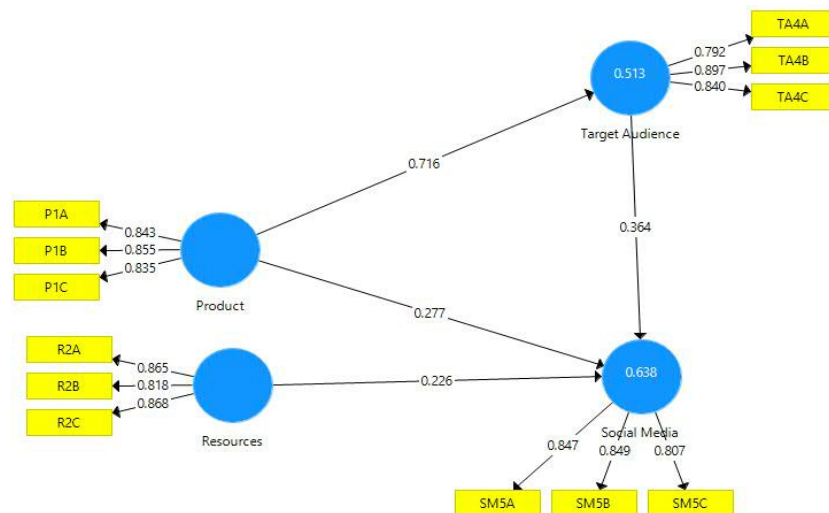 TA4A
0.792
0.513
0.897
TA4B
0.840
TA4C
Target Audience
0.716
P1A
0.843
P1B
0.855
0.835
P1C
Product
0.364
0.277
R2A
0.865
R2B
0.818
0.868
R2C
Resources
0.226
0.638
Social Media
0.847
0.849
0.807
SM5A
SM5B
SM5C